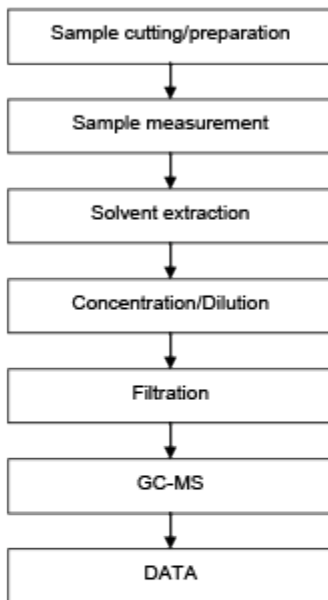 Sample cutting/preparation
Sample measurement
Solvent extraction
Concentration/Dilution
Filtration
GC-MS
DATA